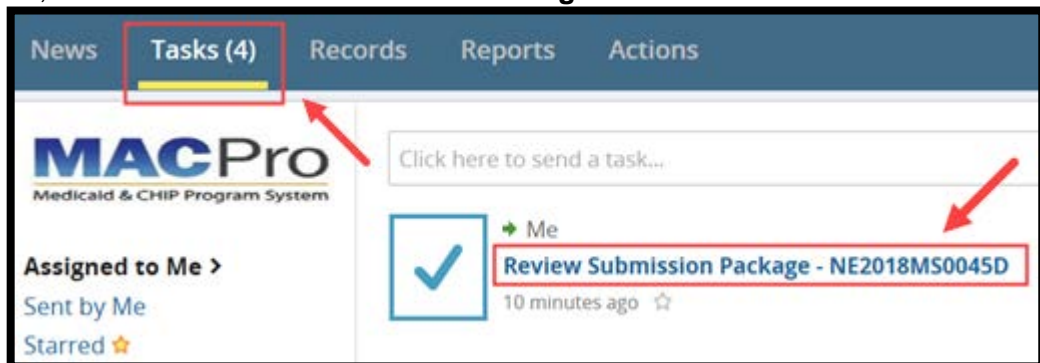 News Tasks (4) Records Reports Actions
MACPro
Medicaid & CHIP Program System
Click here to send a task...
Me
Assigned to Me >
Review Submission Package - NE2018MS0045D
Sent by Me
10 minutes ago
Starred